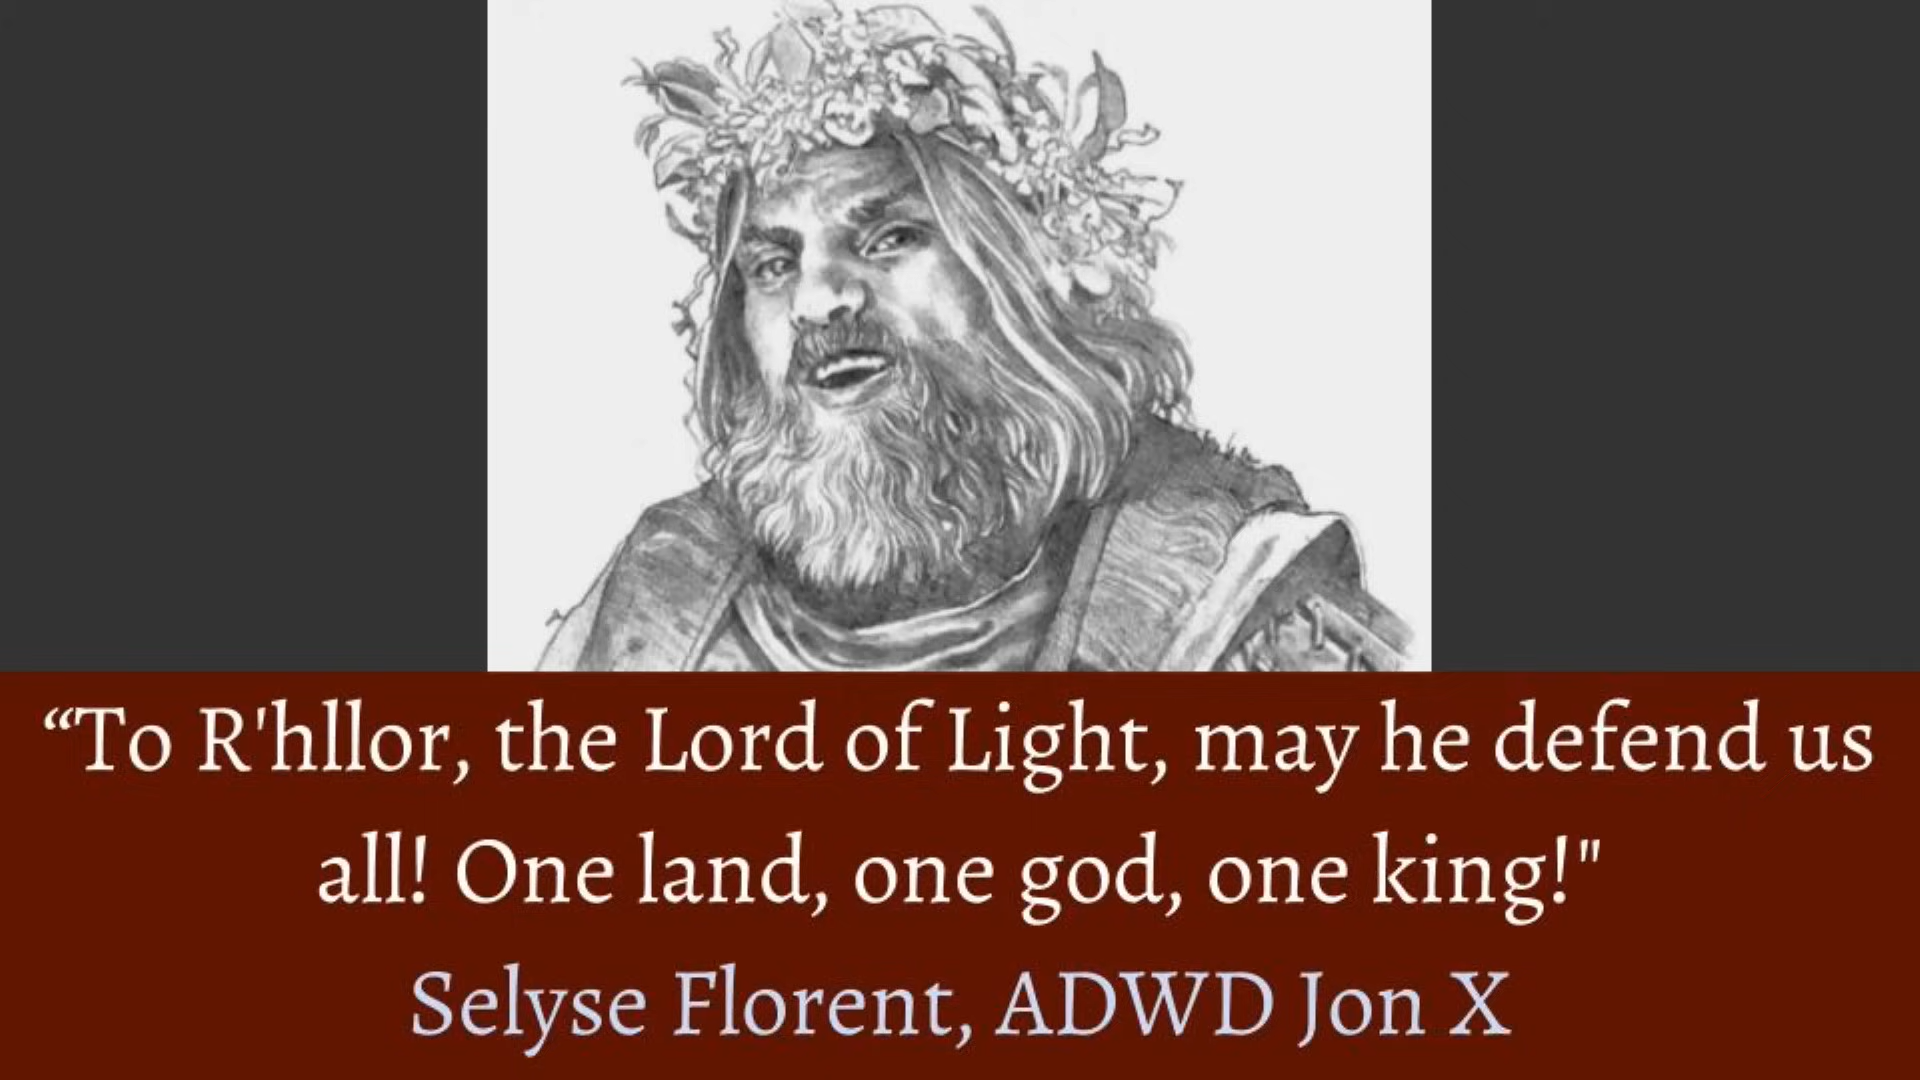 “To R'hllor, the Lord of Light, may he defend us
all! One land, one god, one king!"
Selyse Florent, ADWD Jon X